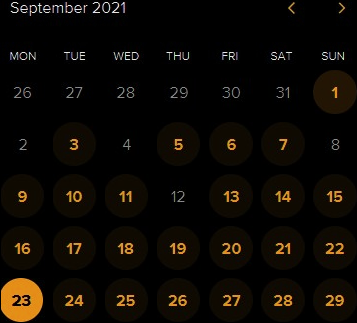 September 2021
MON TUE WED THU FRI SAT SUN
26 27 28 29 30 31 1
2 3 4 5 6 7 8
9 10 11 12 13 14 15
16 17 18 19 20 21 22
23 24 25 26 27 28 29